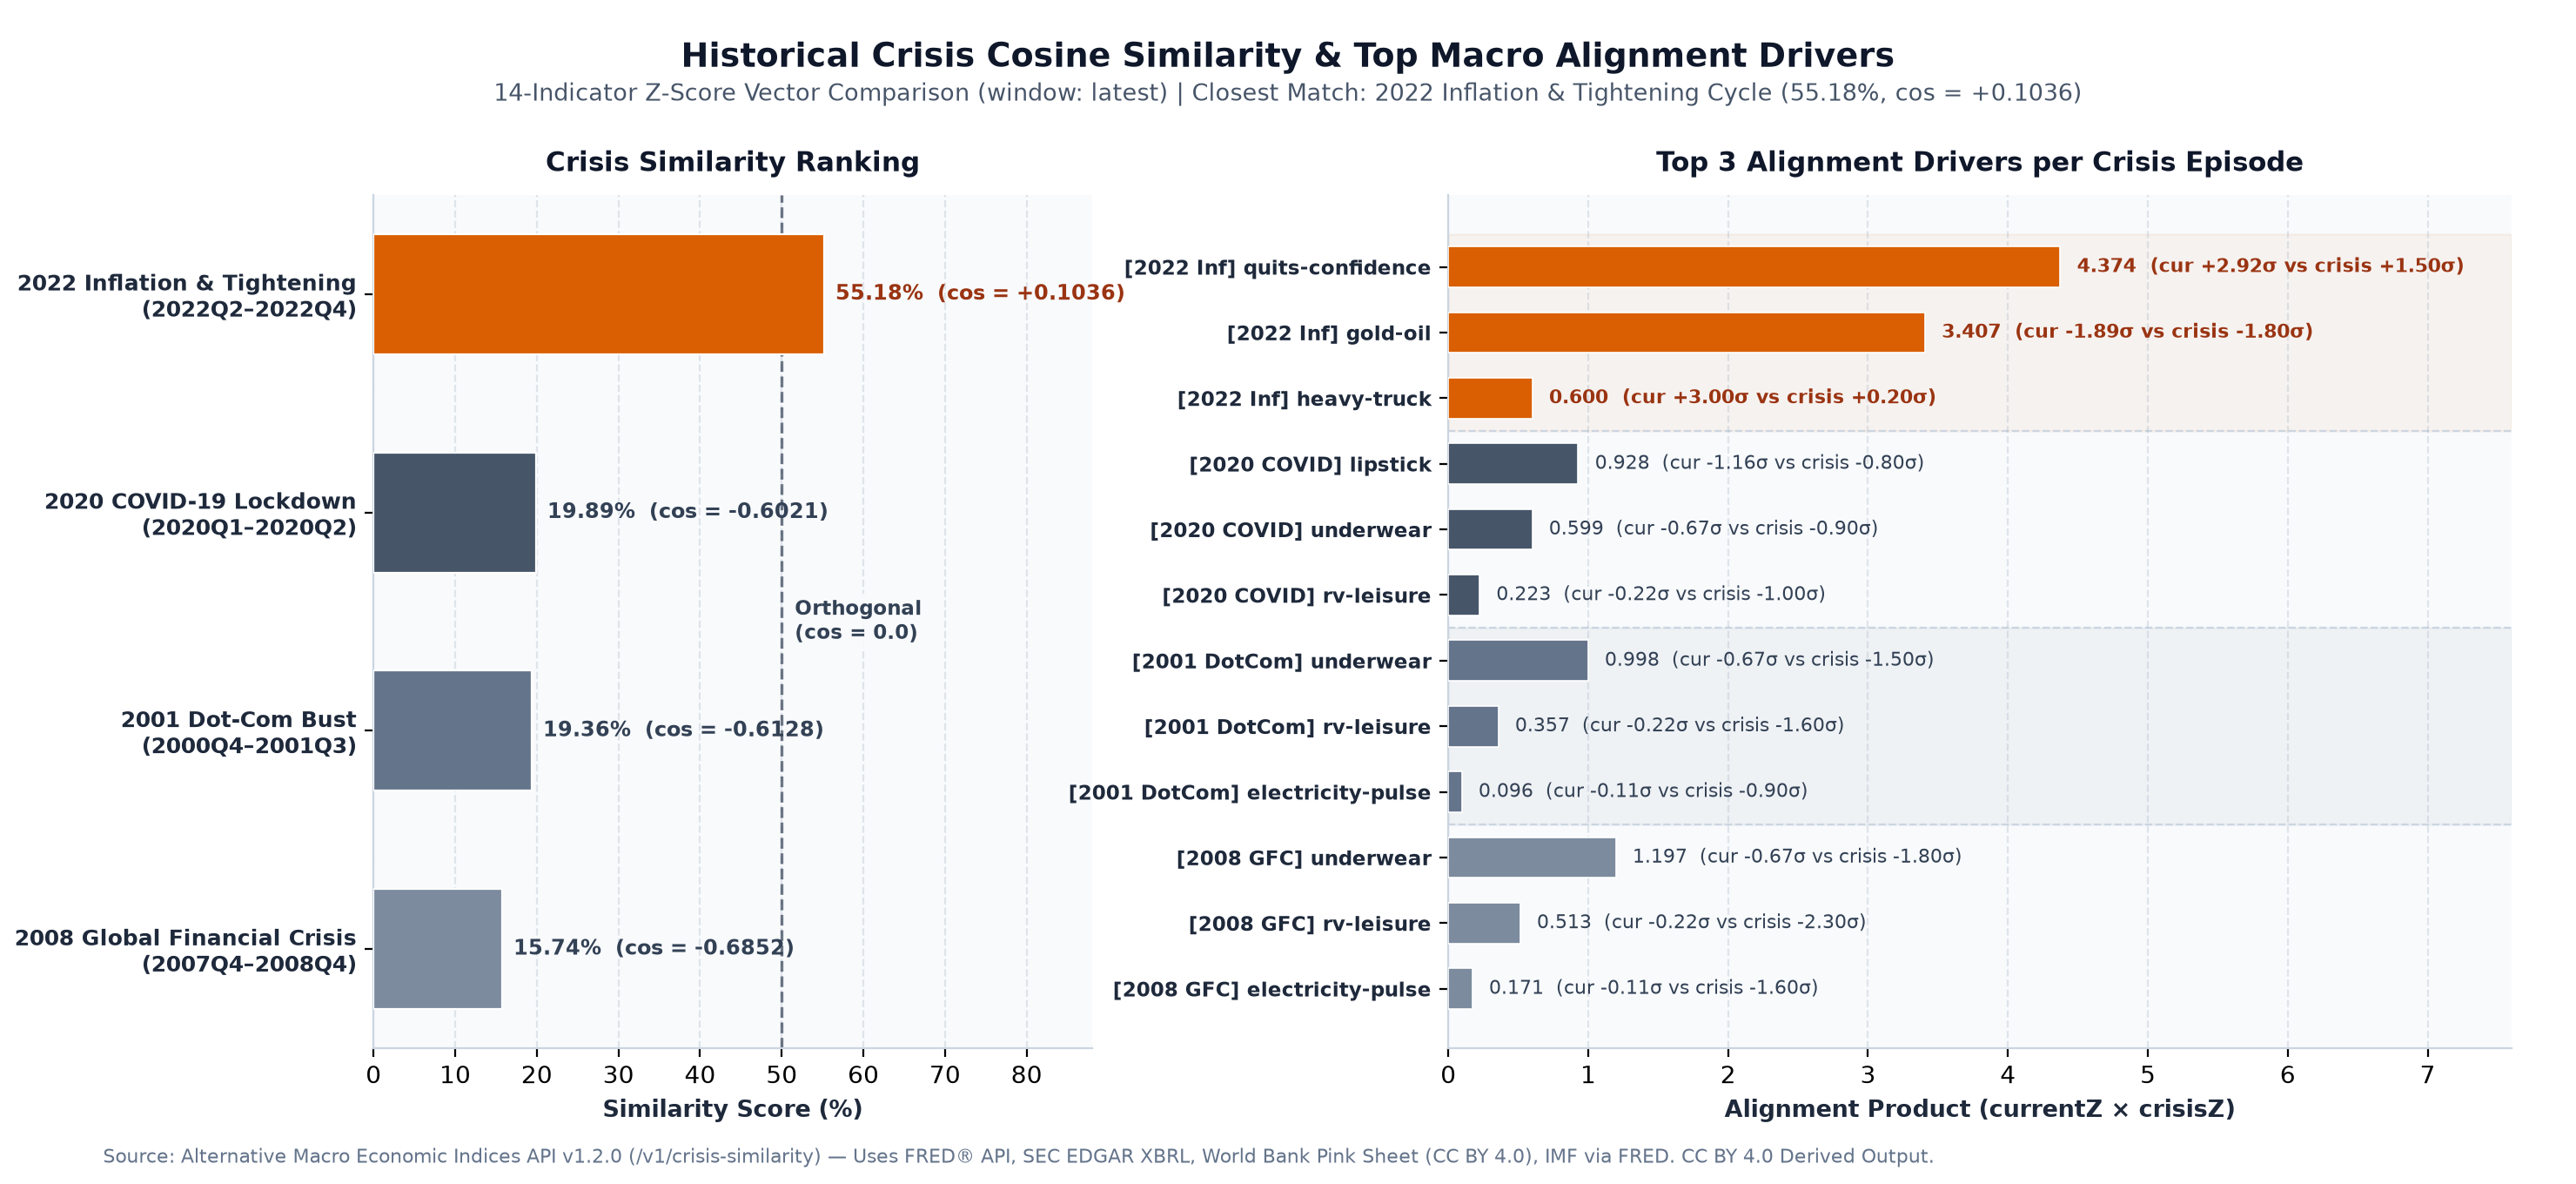 Historical Crisis Cosine Similarity & Top Macro Alignment Drivers
14-Indicator Z-Score Vector Comparison (window: latest) | Closest Match: 2022 Inflation & Tightening Cycle (55.18%, cos = +0.1036)
Crisis Similarity Ranking
2022 Inflation & Tightening
(2022Q2–2022Q4)
55.18%  (cos = +0.1036)
2020 COVID-19 Lockdown
(2020Q1–2020Q2)
19.89%  (cos = -0.6021)
Orthogonal
(cos = 0.0)
2001 Dot-Com Bust
(2000Q4–2001Q3)
19.36%  (cos = -0.6128)
2008 Global Financial Crisis
(2007Q4–2008Q4)
15.74%  (cos = -0.6852)
0 10 20 30 40 50 60 70 80
Similarity Score (%)
Top 3 Alignment Drivers per Crisis Episode
[2022 Inf] quits-confidence 4.374  (cur +2.92σ vs crisis +1.50σ)
[2022 Inf] gold-oil 3.407  (cur -1.89σ vs crisis -1.80σ)
[2022 Inf] heavy-truck 0.600  (cur +3.00σ vs crisis +0.20σ)
[2020 COVID] lipstick 0.928  (cur -1.16σ vs crisis -0.80σ)
[2020 COVID] underwear 0.599  (cur -0.67σ vs crisis -0.90σ)
[2020 COVID] rv-leisure 0.223  (cur -0.22σ vs crisis -1.00σ)
[2001 DotCom] underwear 0.998  (cur -0.67σ vs crisis -1.50σ)
[2001 DotCom] rv-leisure 0.357  (cur -0.22σ vs crisis -1.60σ)
[2001 DotCom] electricity-pulse 0.096  (cur -0.11σ vs crisis -0.90σ)
[2008 GFC] underwear 1.197  (cur -0.67σ vs crisis -1.80σ)
[2008 GFC] rv-leisure 0.513  (cur -0.22σ vs crisis -2.30σ)
[2008 GFC] electricity-pulse 0.171  (cur -0.11σ vs crisis -1.60σ)
0 1 2 3 4 5 6 7
Alignment Product (currentZ × crisisZ)
Source: Alternative Macro Economic Indices API v1.2.0 (/v1/crisis-similarity) — Uses FRED® API, SEC EDGAR XBRL, World Bank Pink Sheet (CC BY 4.0), IMF via FRED. CC BY 4.0 Derived Output.